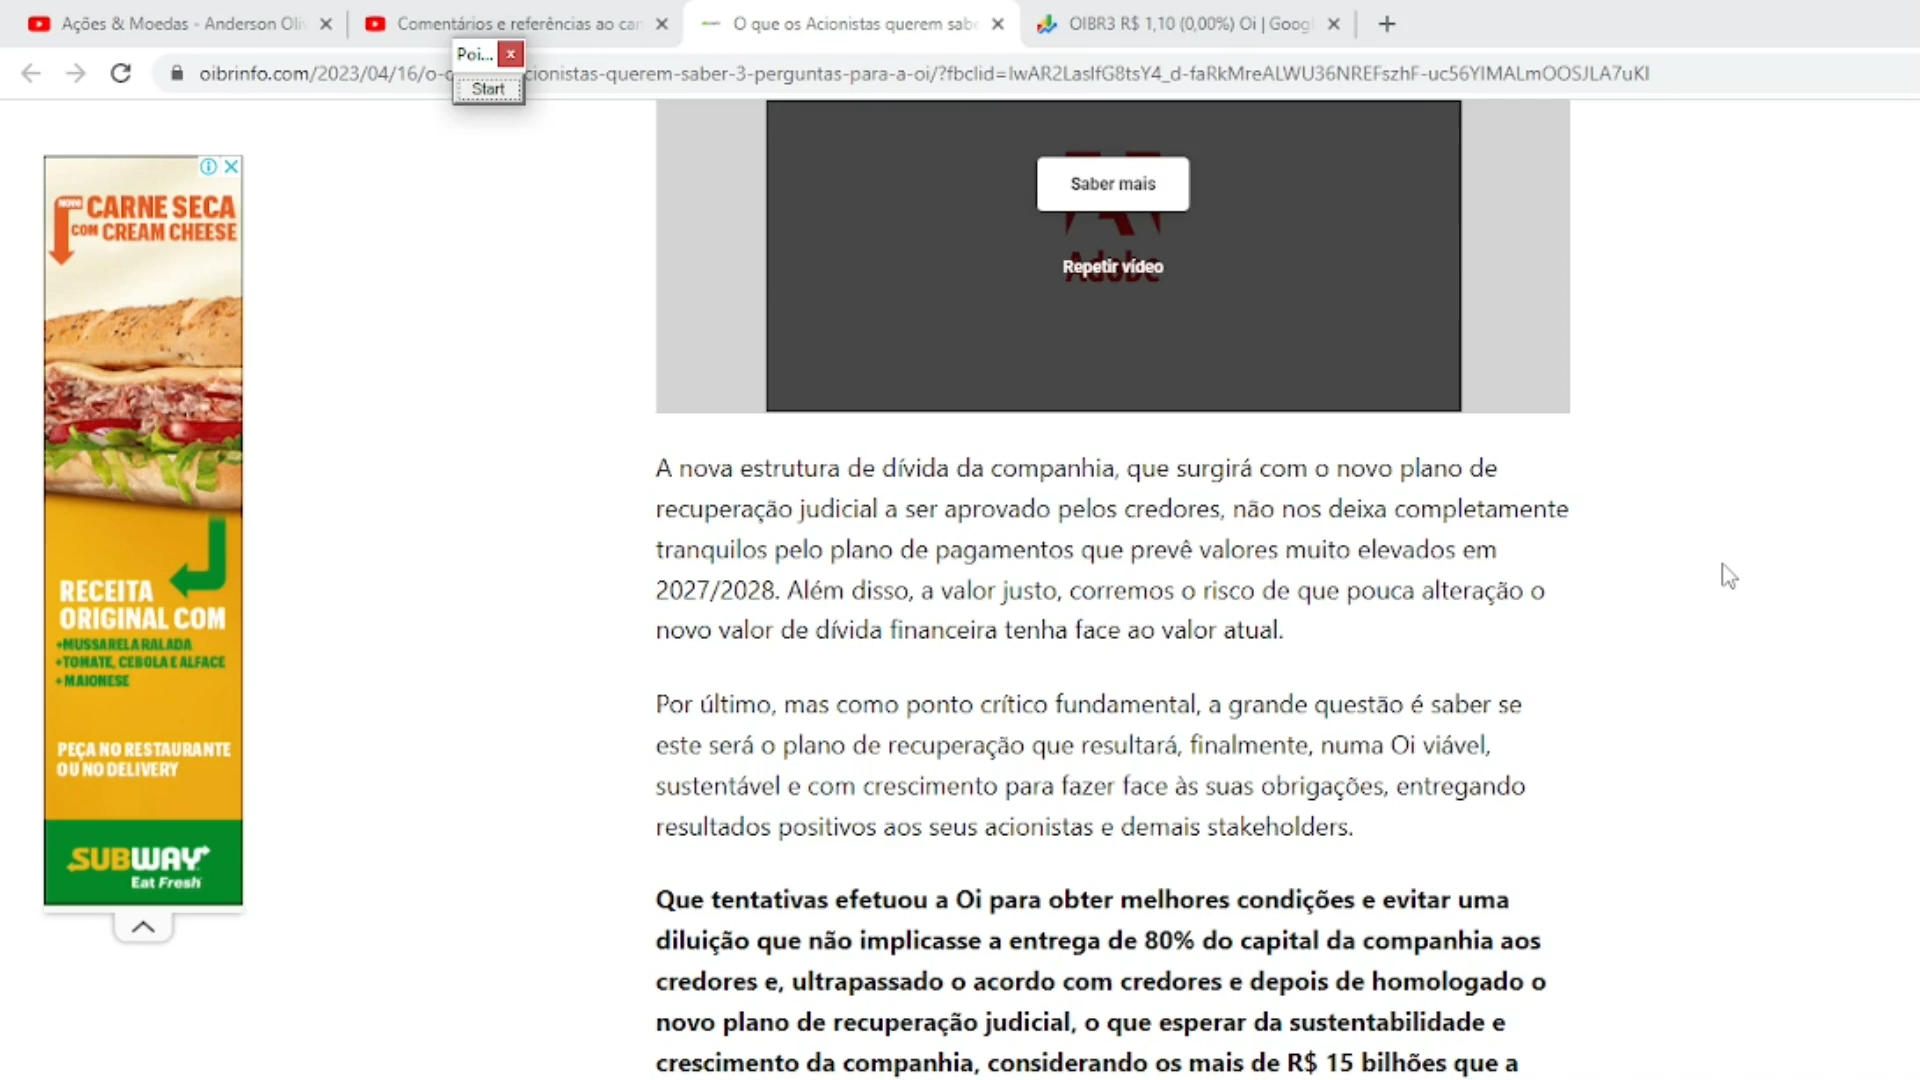 Ações & Moedas - Anderson Oli
Comentários e referências ao can
O que os Acionistas querem sabe
OIBR3 R$ 1,10 (0,00%) Oi | Goog
Poi...
Start
oibrinfo.com/2023/04/16/o-
cionistas-querem-saber-3-perguntas-para-a-oi/?fbclid=
NOVO
CARNE SECA
COM CREAM CHEESE
RECEITA
ORIGINAL COM
+MUSSARELA RALADA
+TOMATE, CEBOLA E ALFACE
+MAIONESE
PEÇA NO RESTAURANTE
OU NO DELIVERY
SUBWAY
Eat Fresh
Saber mais
Adobe
Repetir vídeo
A nova estrutura de dívida da companhia, que surgirá com o novo plano de
recuperação judicial a ser aprovado pelos credores, não nos deixa completamente
tranquilos pelo plano de pagamentos que prevê valores muito elevados em
2027/2028. Além disso, a valor justo, corremos o risco de que pouca alteração o
novo valor de dívida financeira tenha face ao valor atual.
Por último, mas como ponto crítico fundamental, a grande questão é saber se
este será o plano de recuperação que resultará, finalmente, numa Oi viável,
sustentável e com crescimento para fazer face às suas obrigações, entregando
resultados positivos aos seus acionistas e demais stakeholders.
Que tentativas efetuou a Oi para obter melhores condições e evitar uma
diluição que não implicasse a entrega de 80% do capital da companhia aos
credores e, ultrapassado o acordo com credores e depois de homologado o
novo plano de recuperação judicial, o que esperar da sustentabilidade e
crescimento da companhia, considerando os mais de R$ 15 bilhões que a